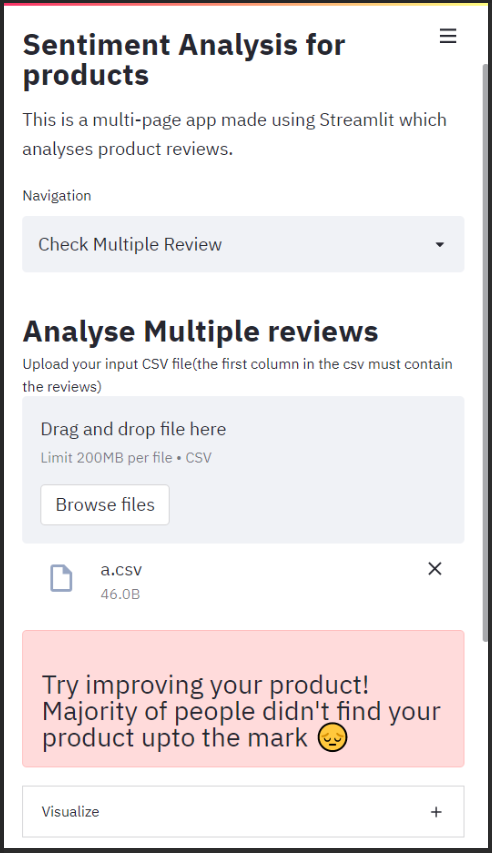 Sentiment Analysis for
products
This is a multi-page app made using Streamlit which
analyses product reviews.
Navigation
Check Multiple Review
Analyse Multiple reviews
Upload your input CSV file(the first column in the csv must contain
the reviews)
Drag and drop file here
Limit 200MB per file • CSV
Browse files
a.csv
46.0B
Try improving your product!
Majority of people didn't find your
product upto the mark 😔
Visualize